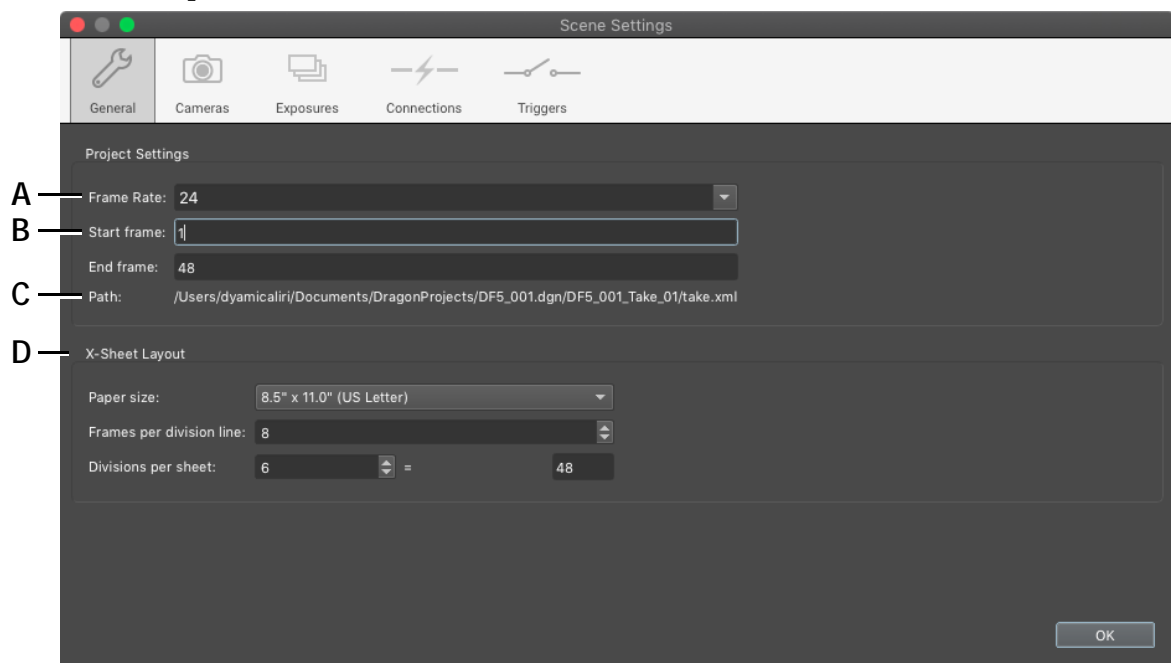 Scene Settings
General Cameras Exposures Connections Triggers
Project Settings
A Frame Rate: 24
B Start frame: 1
End frame: 48
C Path: /Users/dyamicaliri/Documents/DragonProjects/DF5_001.dgn/DF5_001_Take_01/take.xml
D X-Sheet Layout
Paper size: 8.5" x 11.0" (US Letter)
Frames per division line: 8
Divisions per sheet: 6 = 48
OK